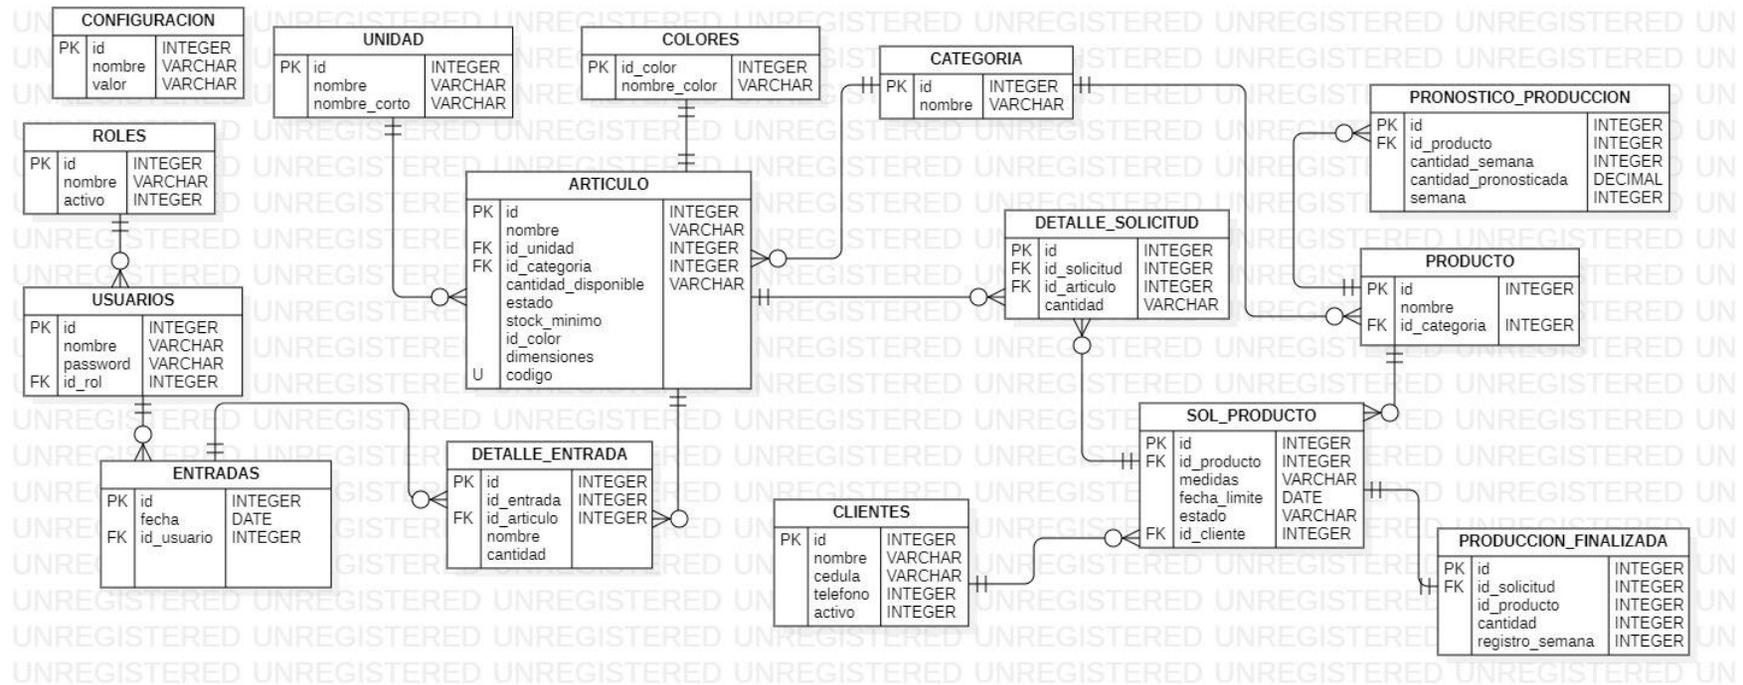 CONFIGURACION
PK id INTEGER
nombre VARCHAR
valor VARCHAR
UNIDAD
PK id INTEGER
nombre VARCHAR
nombre_corto VARCHAR
COLORES
PK id_color INTEGER
nombre_color VARCHAR
CATEGORIA
PK id INTEGER
nombre VARCHAR
PRONOSTICO_PRODUCCION
PK id INTEGER
FK id_producto INTEGER
cantidad_semana INTEGER
cantidad_pronosticada DECIMAL
semana INTEGER
ROLES
PK id INTEGER
nombre VARCHAR
activo INTEGER
ARTICULO
PK id INTEGER
nombre VARCHAR
FK id_unidad INTEGER
FK id_categoria INTEGER
cantidad_disponible VARCHAR
estado
stock_minimo
id_color
dimensiones
U codigo
DETALLE_SOLICITUD
PK id INTEGER
FK id_solicitud INTEGER
FK id_articulo INTEGER
cantidad VARCHAR
PRODUCTO
PK id INTEGER
nombre
FK id_categoria INTEGER
USUARIOS
PK id INTEGER
nombre VARCHAR
password VARCHAR
FK id_rol INTEGER
SOL_PRODUCTO
PK id INTEGER
FK id_producto INTEGER
medidas VARCHAR
fecha_limite DATE
estado VARCHAR
FK id_cliente INTEGER
ENTRADAS
PK id INTEGER
fecha DATE
FK id_usuario INTEGER
DETALLE_ENTRADA
PK id INTEGER
id_entrada INTEGER
FK id_articulo INTEGER
nombre
cantidad
CLIENTES
PK id INTEGER
nombre VARCHAR
cedula VARCHAR
telefono INTEGER
activo INTEGER
PRODUCCION_FINALIZADA
PK id INTEGER
FK id_solicitud INTEGER
id_producto INTEGER
cantidad INTEGER
registro_semana INTEGER
UNREGISTERED